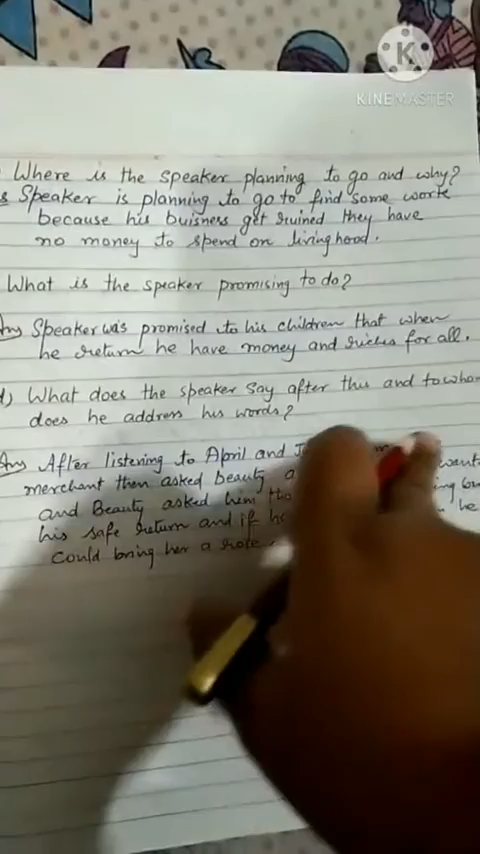 K
KINEMASTER
Where is the speaker planning to go and why?
Speaker is planning to go to find some work
because his buisness get ruined they have
no money to spend on livinghood.
What is the speaker promising to do?
Ans Speaker was promised to his children that when
he return he have money and riches for all.
d) What does the speaker say after this and to whom
does he address his words?
Ans After listening to April and
merchant then asked beauty
and Beauty asked him
his safe return and if he
could bring her a rose.